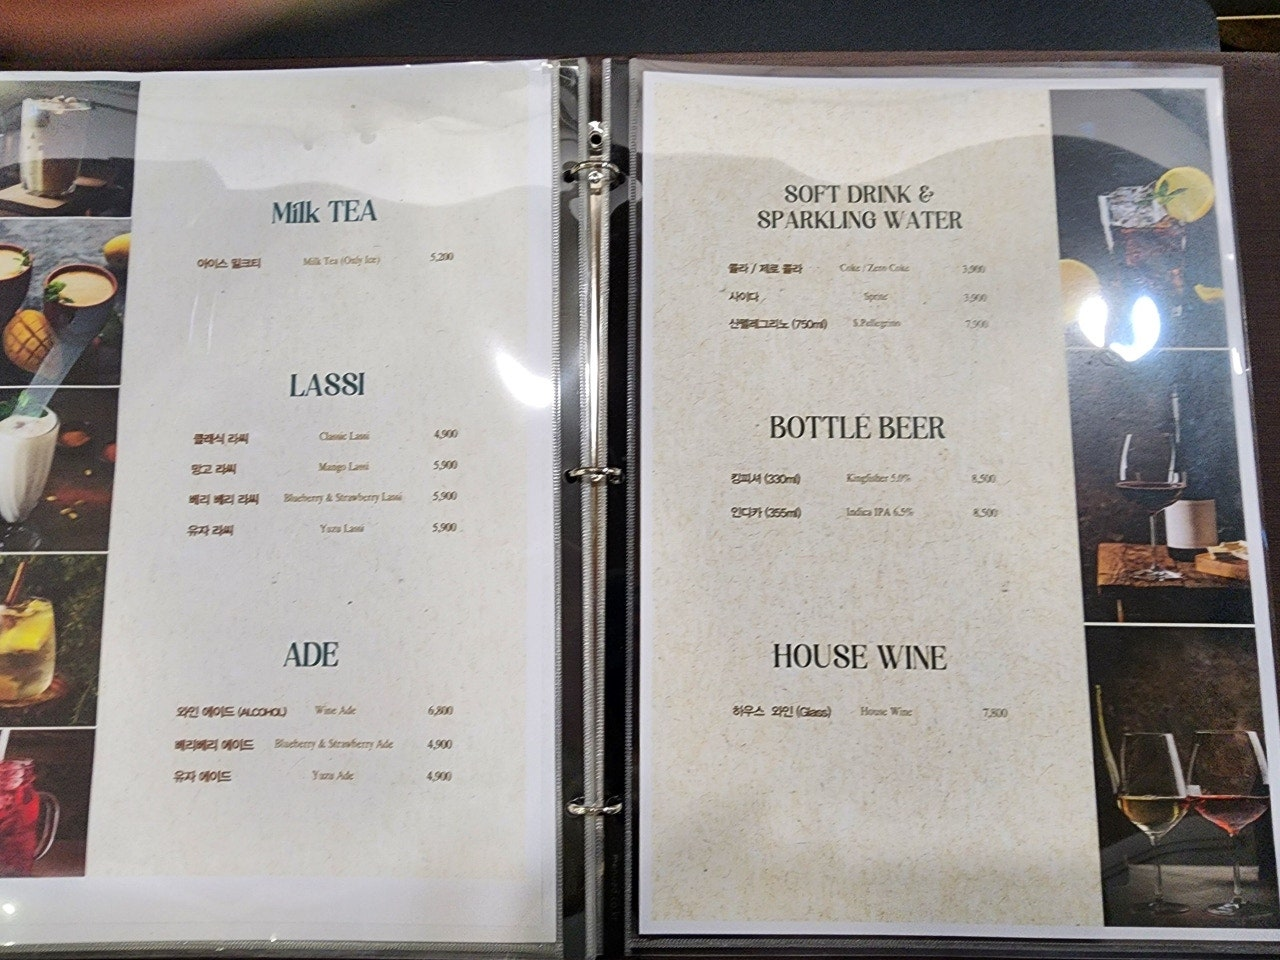 Milk TEA
아이스 밀크티 Milk Tea (Only Ice) 5,200
LASSI
클래식 라씨 Classic Lassi 4,900
망고 라씨 Mango Lassi 5,900
베리 베리 라씨 Blueberry & Strawberry Lassi 5,900
유자 라씨 Yuzu Lassi 5,900
ADE
와인 에이드 (ALCOHOL) Wine Ade 6,800
베리베리 에이드 Blueberry & Strawberry Ade 4,900
유자 에이드 Yuzu Ade 4,900
SOFT DRINK &
SPARKLING WATER
콜라 / 제로 콜라 Coke / Zero Coke 3,900
사이다 Sprite 3,900
산펠레그리노 (750ml) S.Pellegrino 7,900
BOTTLE BEER
킹피셔 (330ml) Kingfisher 5.0% 8,500
인디카 (355ml) Indica IPA 6.5% 8,500
HOUSE WINE
하우스 와인 (Glass) House Wine 7,800